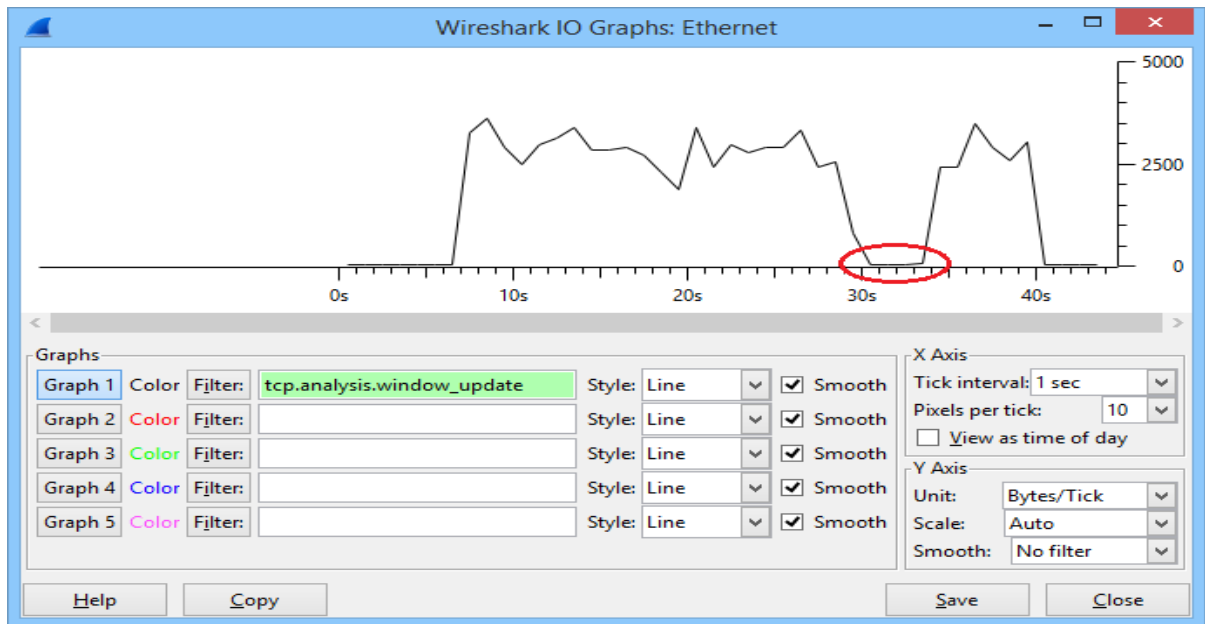 Wireshark IO Graphs: Ethernet
5000
2500
0
0s 10s 20s 30s 40s
Graphs
Graph 1 Color Filter: tcp.analysis.window_update Style: Line Smooth
Graph 2 Color Filter: Style: Line Smooth
Graph 3 Color Filter: Style: Line Smooth
Graph 4 Color Filter: Style: Line Smooth
Graph 5 Color Filter: Style: Line Smooth
X Axis
Tick interval: 1 sec
Pixels per tick: 10
View as time of day
Y Axis
Unit: Bytes/Tick
Scale: Auto
Smooth: No filter
Help Copy Save Close